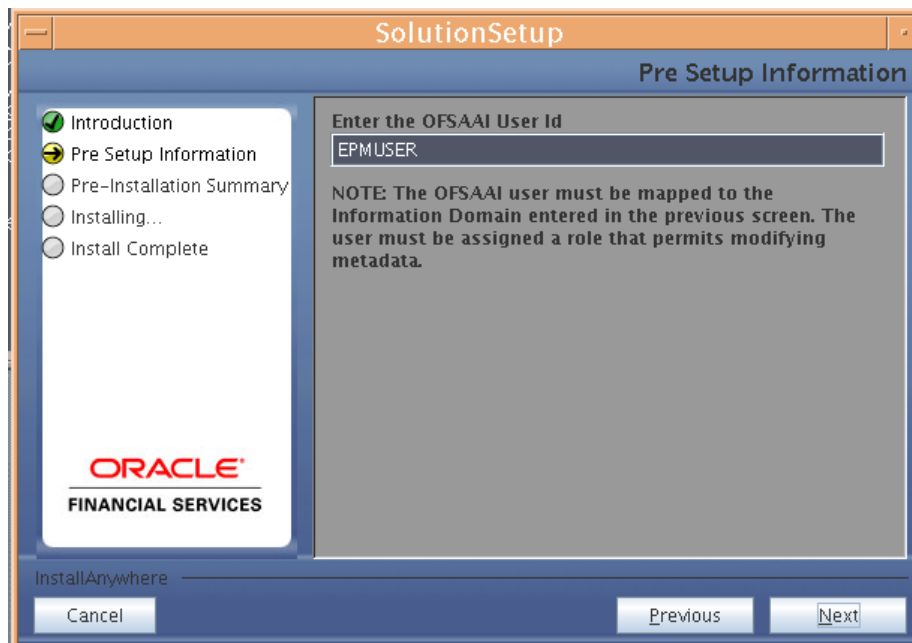 SolutionSetup
Pre Setup Information
Introduction
Pre Setup Information
Pre-Installation Summary
Installing...
Install Complete
ORACLE
FINANCIAL SERVICES
Enter the OFSAAI User Id
EPMUSER
NOTE: The OFSAAI user must be mapped to the
Information Domain entered in the previous screen. The
user must be assigned a role that permits modifying
metadata.
InstallAnywhere
Cancel
Previous
Next